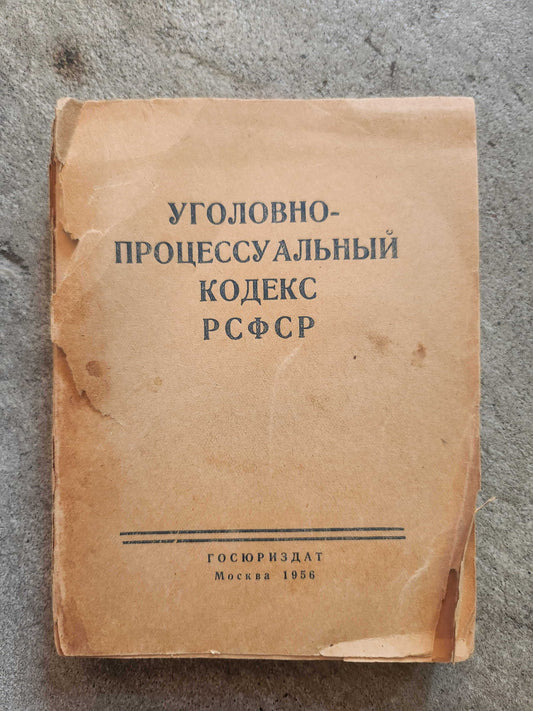 УГОЛОВНО-
ПРОЦЕССУАЛЬНЫЙ
КОДЕКС
РСФСР
ГОСЮРИЗДАТ
Москва 1956